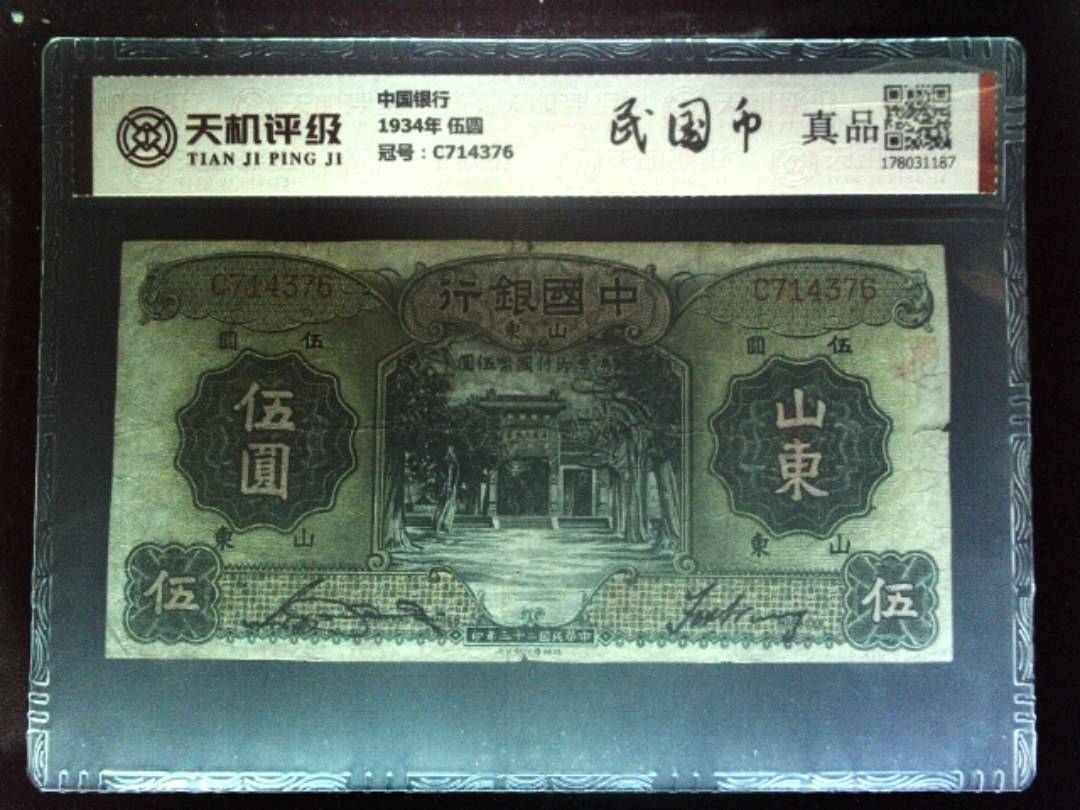 天机评级
TIAN JI PING JI
中国银行
1934年 伍圆
冠号：C714376
民国币 真品
178031187
C714376
行銀國中
東山
C714376
圓伍
圓伍
伍圓
山東
東山
東山
伍
伍
印年三十二國民華中